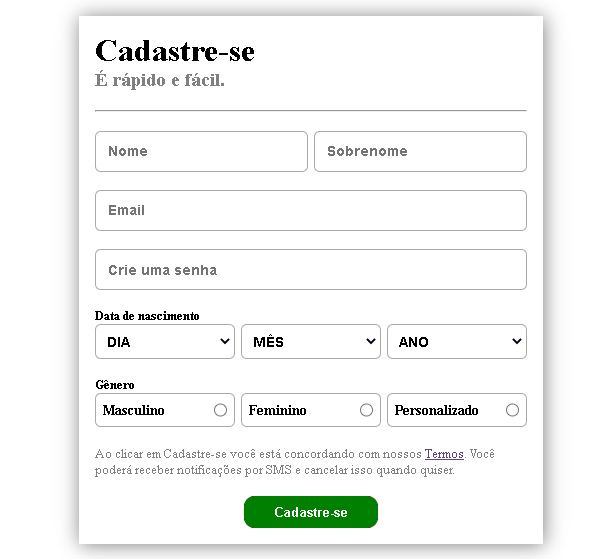 Cadastre-se
É rápido e fácil.
Nome Sobrenome
Email
Crie uma senha
Data de nascimento
DIA MÊS ANO
Gênero
Masculino Feminino Personalizado
Ao clicar em Cadastre-se você está concordando com nossos Termos. Você
poderá receber notificações por SMS e cancelar isso quando quiser.
Cadastre-se